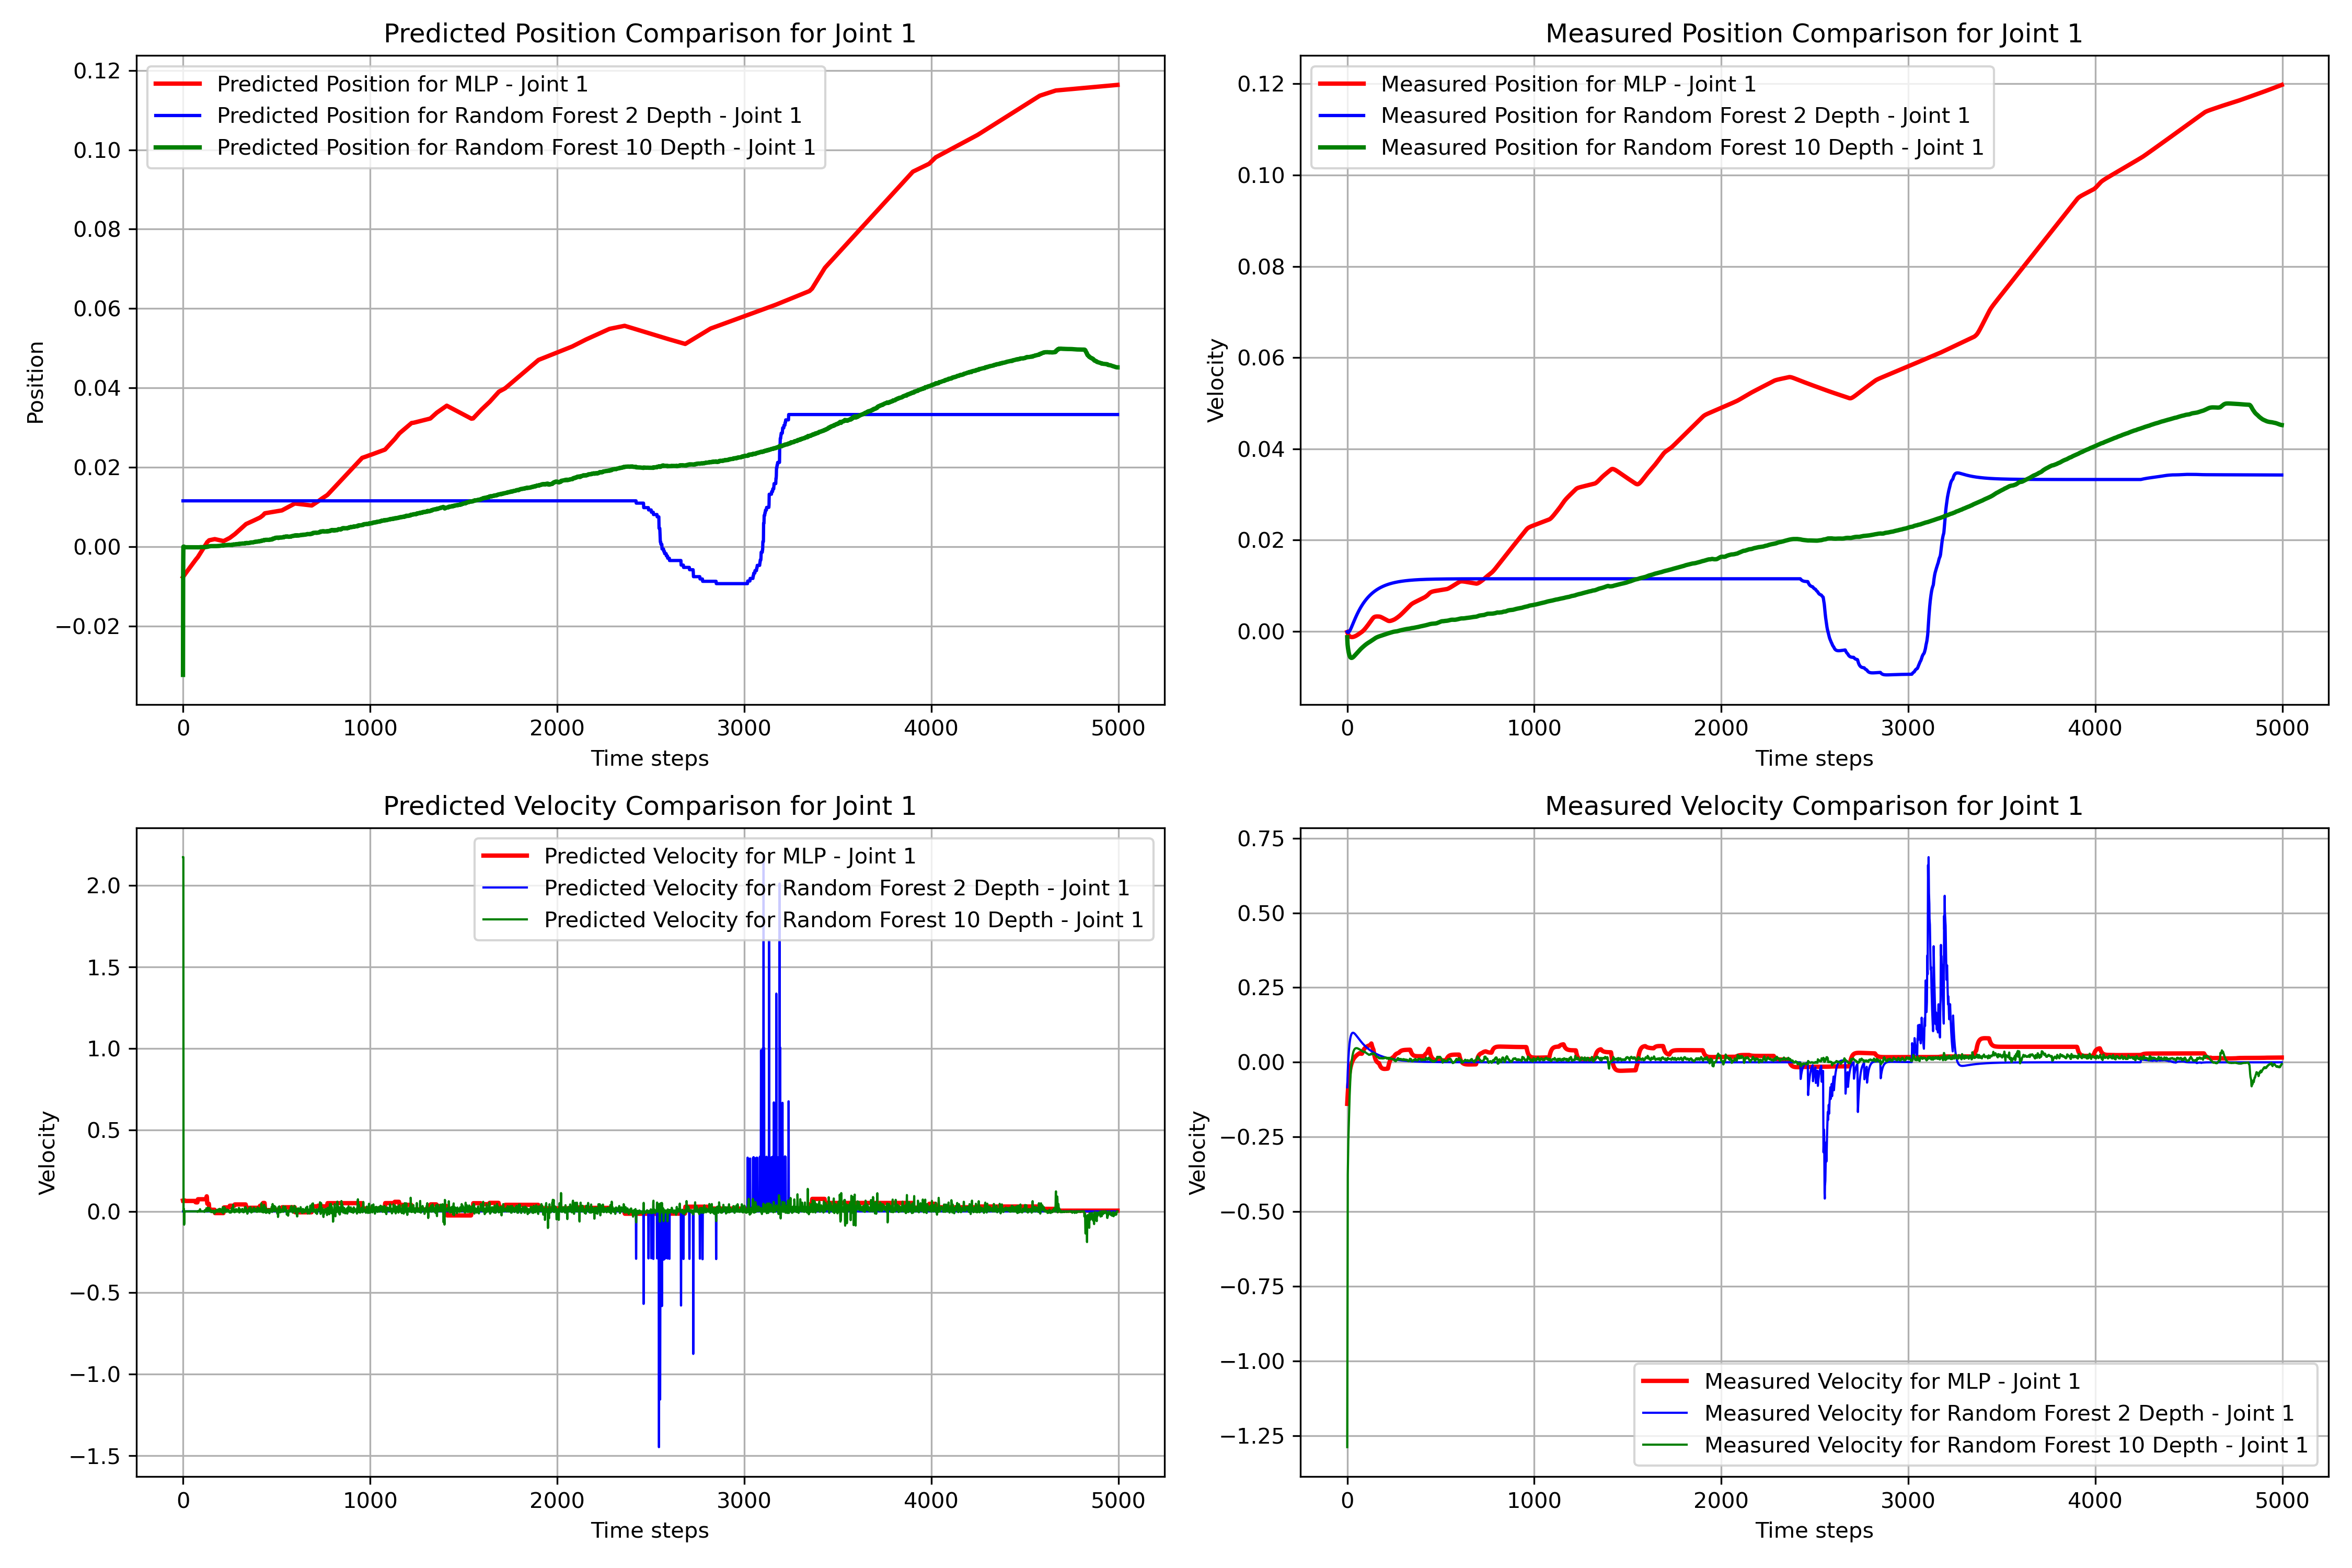 Predicted Position Comparison for Joint 1
Predicted Position for MLP - Joint 1
Predicted Position for Random Forest 2 Depth - Joint 1
Predicted Position for Random Forest 10 Depth - Joint 1
0.12
0.10
0.08
0.06
0.04
0.02
0.00
−0.02
Position
0 1000 2000 3000 4000 5000
Time steps
Measured Position Comparison for Joint 1
Measured Position for MLP - Joint 1
Measured Position for Random Forest 2 Depth - Joint 1
Measured Position for Random Forest 10 Depth - Joint 1
0.12
0.10
0.08
0.06
0.04
0.02
0.00
Velocity
0 1000 2000 3000 4000 5000
Time steps
Predicted Velocity Comparison for Joint 1
Predicted Velocity for MLP - Joint 1
Predicted Velocity for Random Forest 2 Depth - Joint 1
Predicted Velocity for Random Forest 10 Depth - Joint 1
2.0
1.5
1.0
0.5
0.0
−0.5
−1.0
−1.5
Velocity
0 1000 2000 3000 4000 5000
Time steps
Measured Velocity Comparison for Joint 1
0.75
0.50
0.25
0.00
−0.25
−0.50
−0.75
−1.00
−1.25
Velocity
Measured Velocity for MLP - Joint 1
Measured Velocity for Random Forest 2 Depth - Joint 1
Measured Velocity for Random Forest 10 Depth - Joint 1
0 1000 2000 3000 4000 5000
Time steps